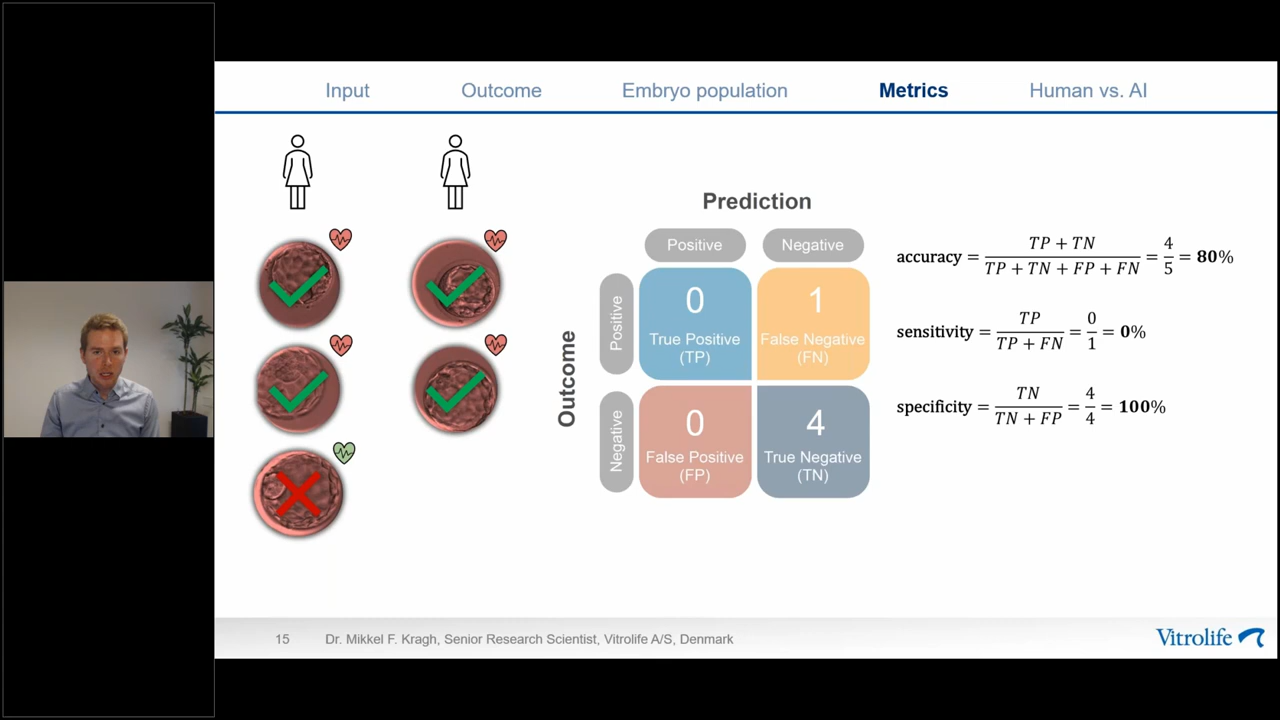 Input Outcome Embryo population Metrics Human vs. AI
Prediction
Positive Negative
Outcome
Positive
Negative
0
True Positive
(TP)
1
False Negative
(FN)
0
False Positive
(FP)
4
True Negative
(TN)
accuracy = TP + TN / TP + TN + FP + FN = 4 / 5 = 80%
sensitivity = TP / TP + FN = 0 / 1 = 0%
specificity = TN / TN + FP = 4 / 4 = 100%
15 Dr. Mikkel F. Kragh, Senior Research Scientist, Vitrolife A/S, Denmark
Vitrolife